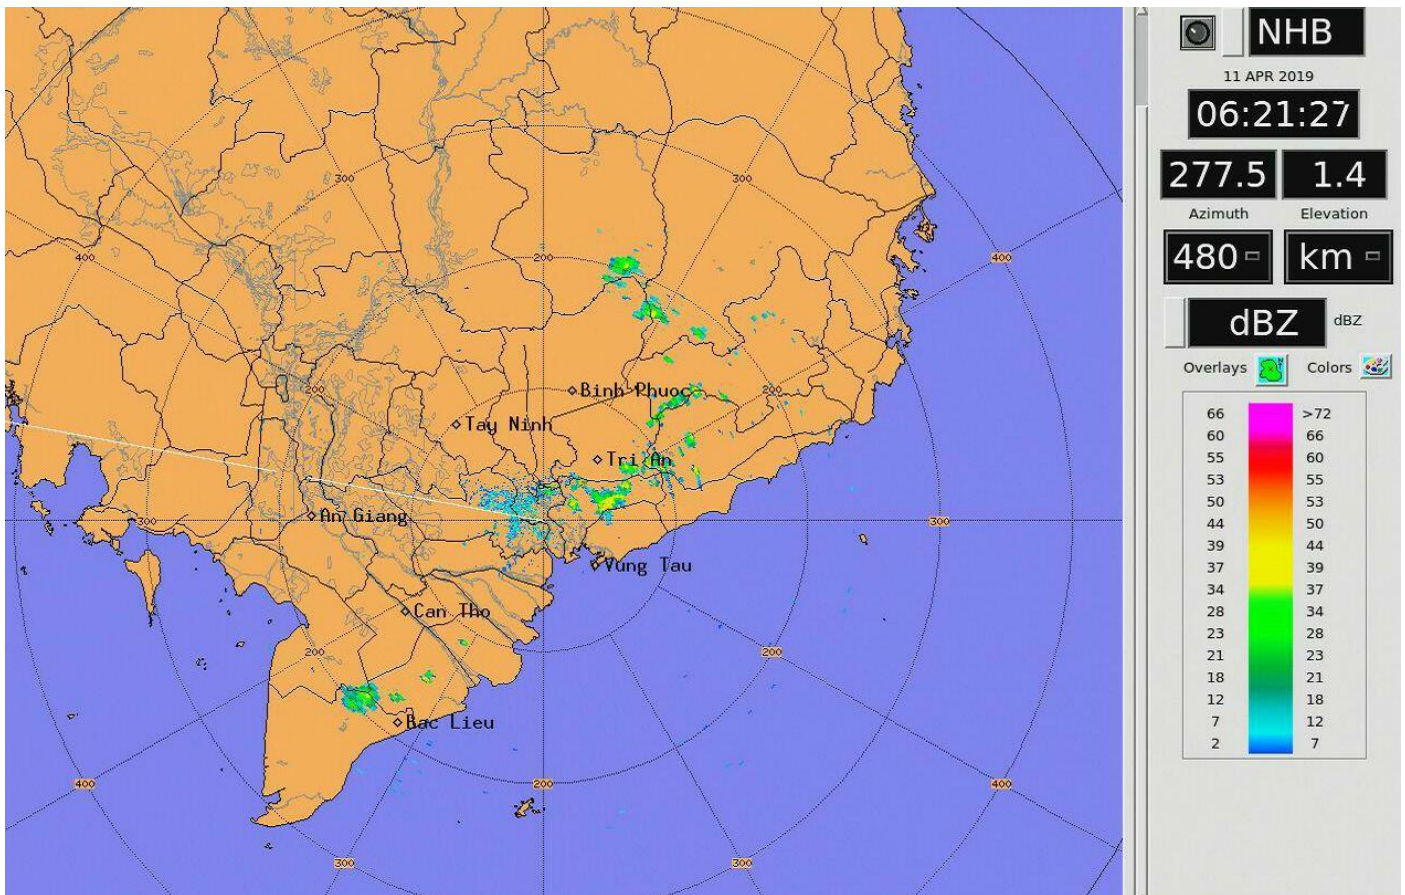 NHB
11 APR 2019
06:21:27
277.5 1.4
Azimuth Elevation
480 km
dBZ dBZ
Overlays Colors
66 >72
60 66
55 60
53 55
50 53
44 50
39 44
37 39
34 37
28 34
23 28
21 23
18 21
12 18
7 12
2 7
200
300 300
200
400 400
200 200
Binh Phuoc
Tay Ninh
Tri An
An Giang
300 300
Vung Tau
Can Tho
200 200
Bac Lieu
400 200 400
300 300